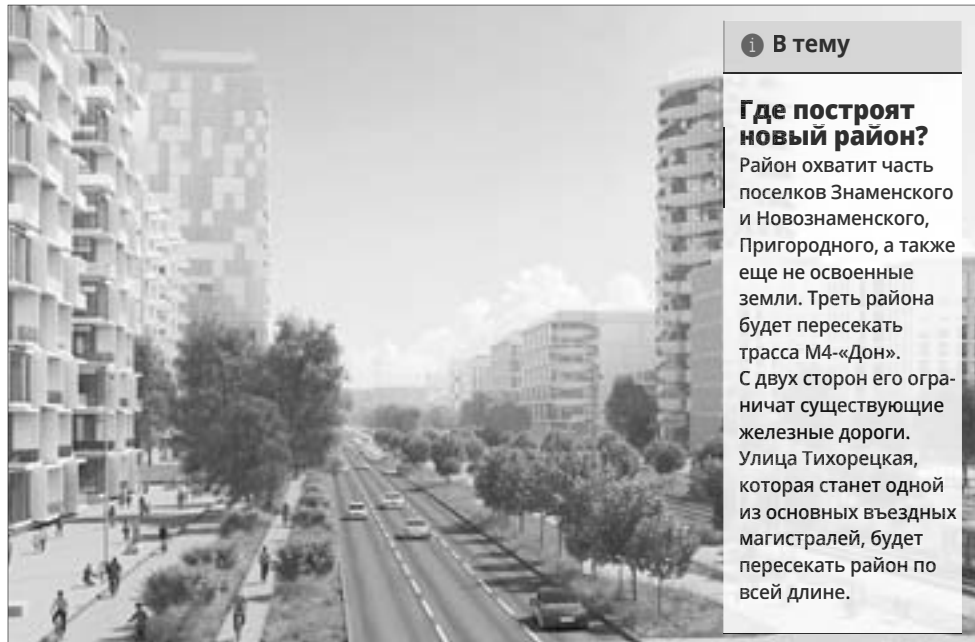 В тему
Где построят
новый район?
Район охватит часть
поселков Знаменского
и Новознаменского,
Пригородного, а также
еще не освоенные
земли. Треть района
будет пересекать
трасса М4-«Дон».
С двух сторон его огра-
ничат существующие
железные дороги.
Улица Тихорецкая,
которая станет одной
из основных въездных
магистралей, будет
пересекать район по
всей длине.